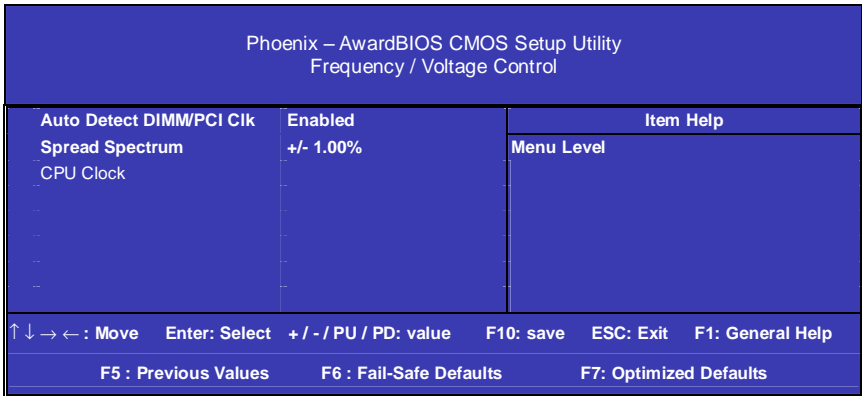 Phoenix – AwardBIOS CMOS Setup Utility
Frequency / Voltage Control
Auto Detect DIMM/PCI Clk Enabled Item Help
Spread Spectrum +/- 1.00% Menu Level
CPU Clock
↑↓→←: Move Enter: Select + / - / PU / PD: value F10: save ESC: Exit F1: General Help
F5 : Previous Values F6 : Fail-Safe Defaults F7: Optimized Defaults